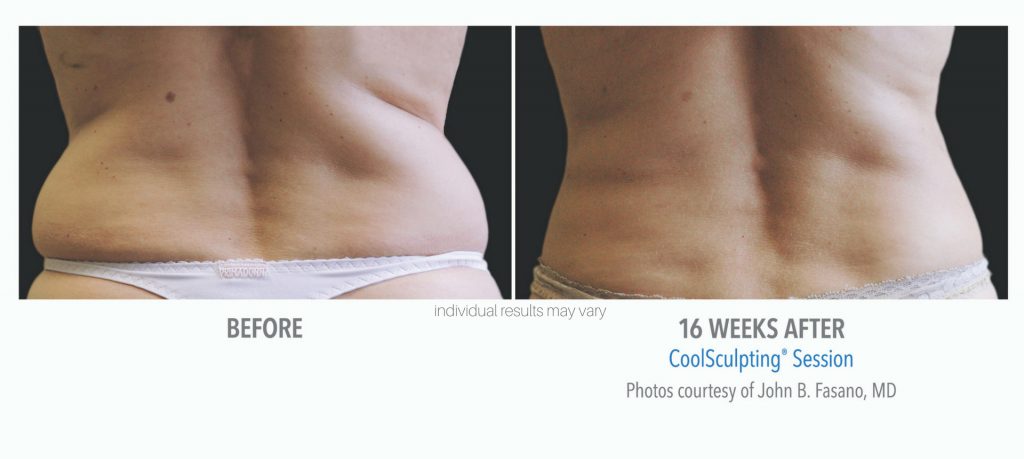 individual results may vary
BEFORE
16 WEEKS AFTER
CoolSculpting® Session
Photos courtesy of John B. Fasano, MD